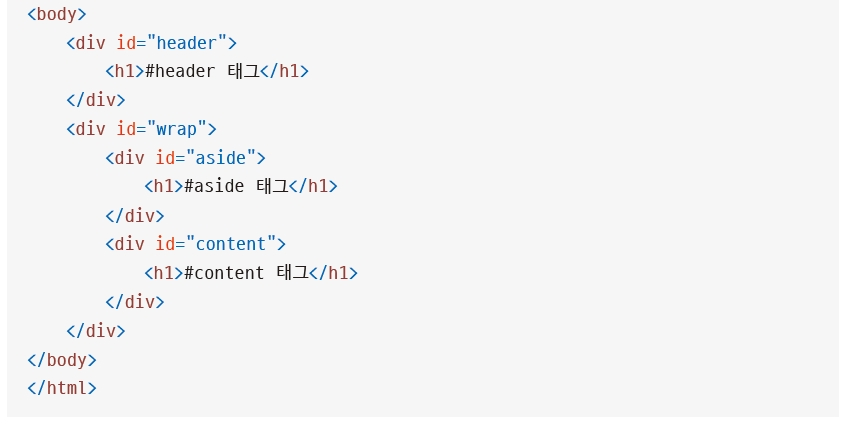 <body>
<div id="header">
<h1>#header 태그</h1>
</div>
<div id="wrap">
<div id="aside">
<h1>#aside 태그</h1>
</div>
<div id="content">
<h1>#content 태그</h1>
</div>
</div>
</body>
</html>